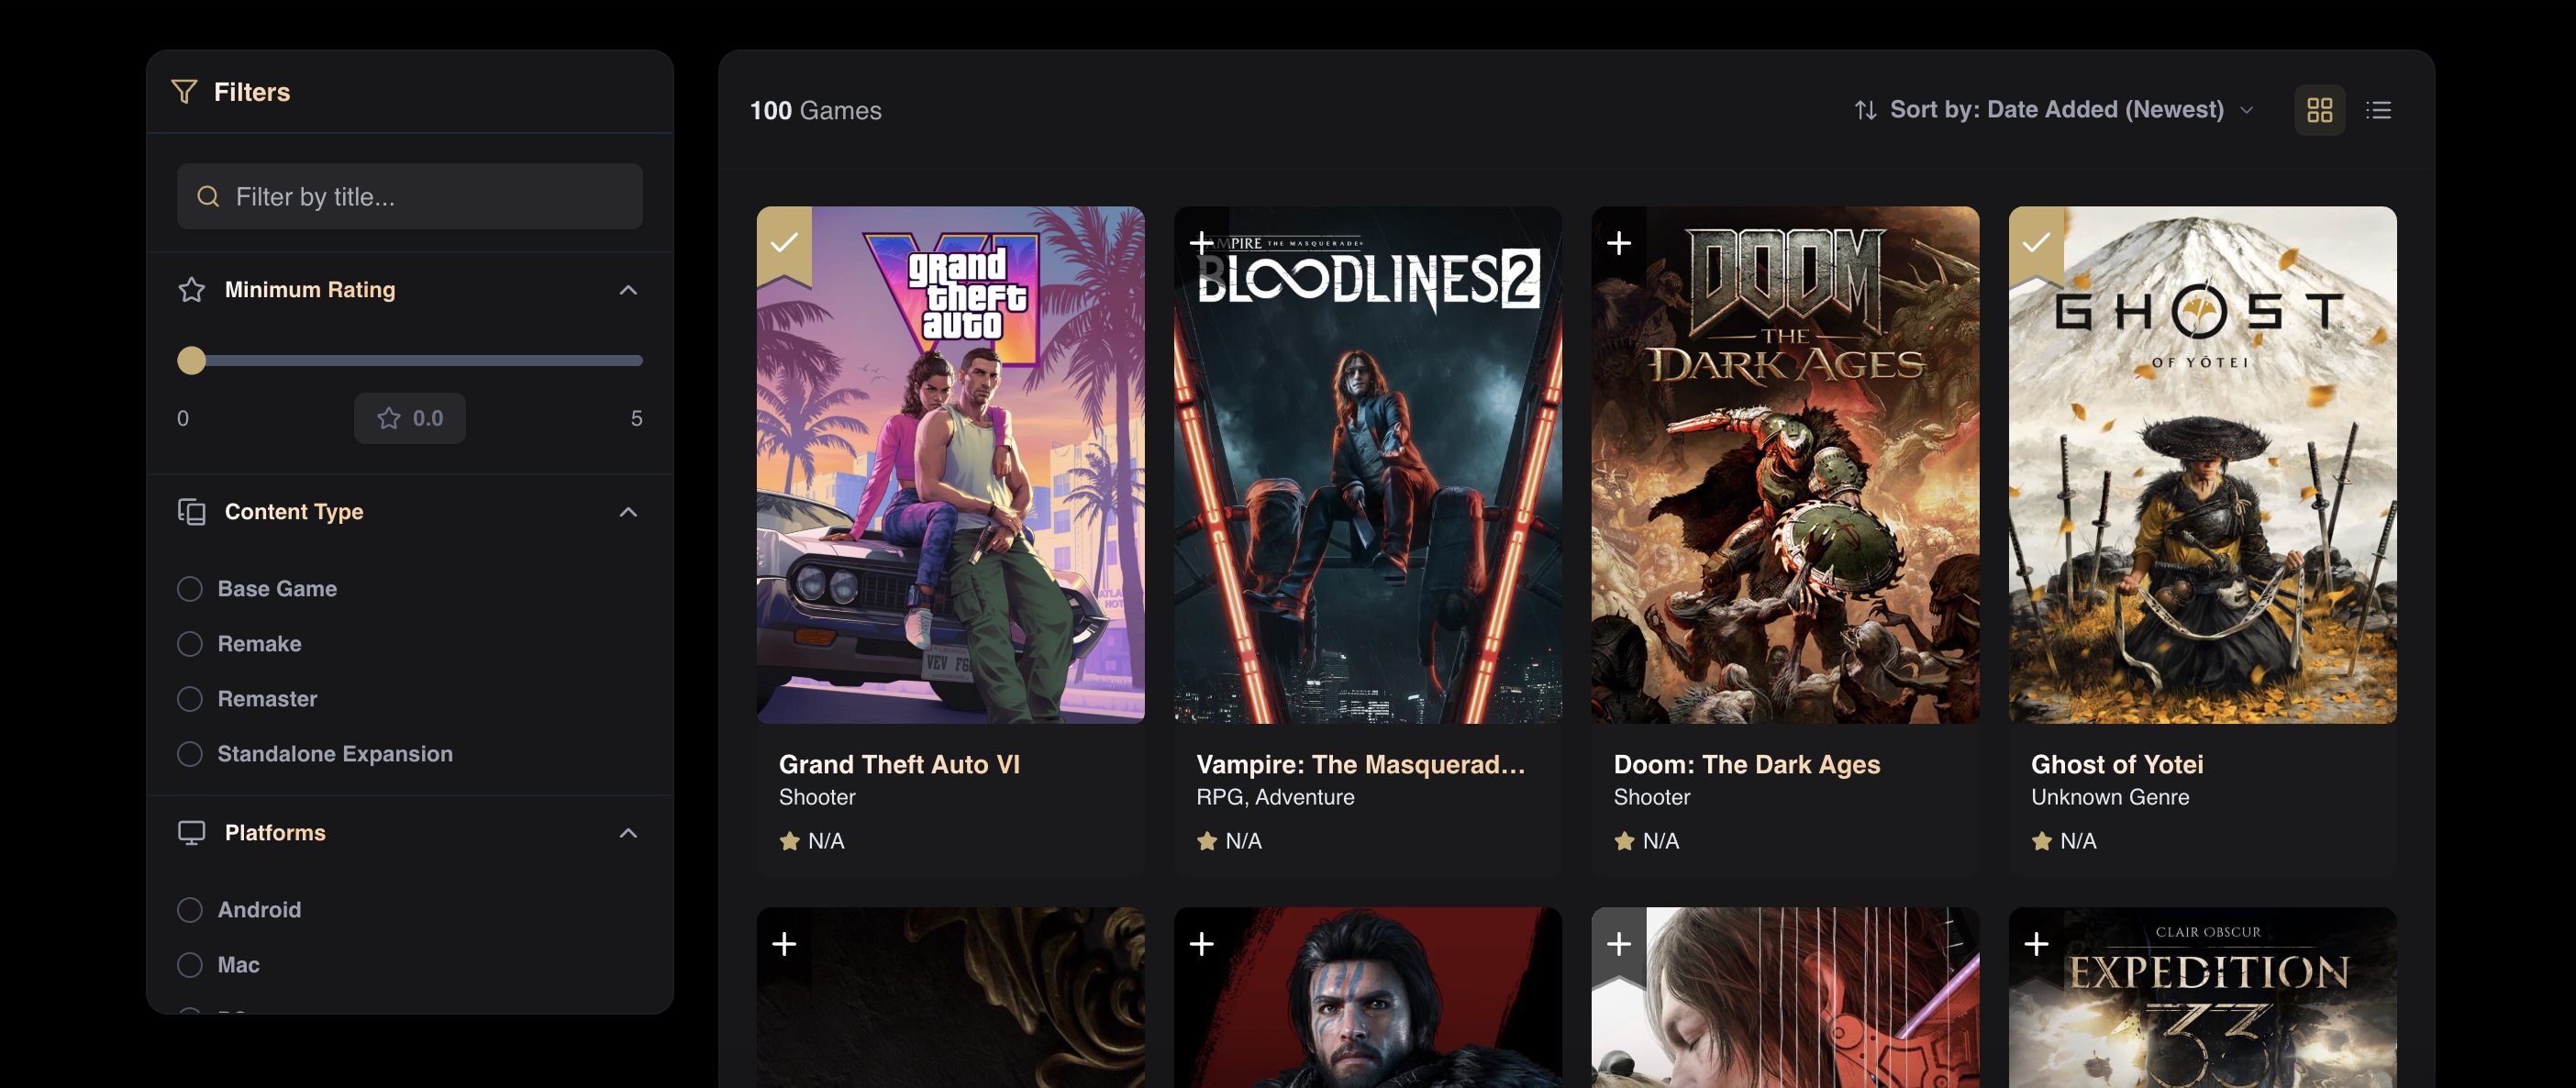 Filters
Filter by title...
Minimum Rating
0
0.0
5
Content Type
Base Game
Remake
Remaster
Standalone Expansion
Platforms
Android
Mac
100 Games
Sort by: Date Added (Newest)
VI
grand
theft
auto
VAMPIRE THE MASQUERADE
BLOODLINES 2
DOOM
THE
DARK AGES
GHOST
OF YŌTEI
Grand Theft Auto VI
Shooter
N/A
Vampire: The Masquerad...
RPG, Adventure
N/A
Doom: The Dark Ages
Shooter
N/A
Ghost of Yotei
Unknown Genre
N/A
CLAIR OBSCUR
EXPEDITION
33